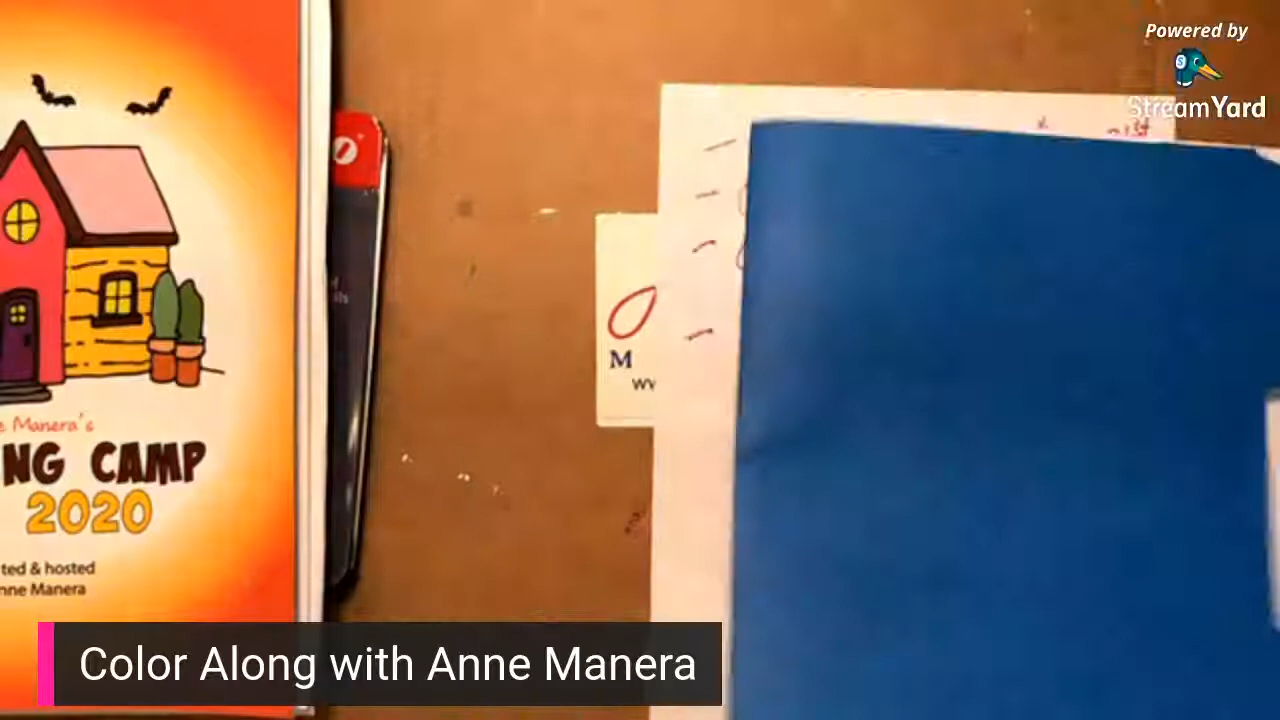 Powered by
StreamYard
Manera's
NG CAMP
2020
ted & hosted
nne Manera
M
Color Along with Anne Manera